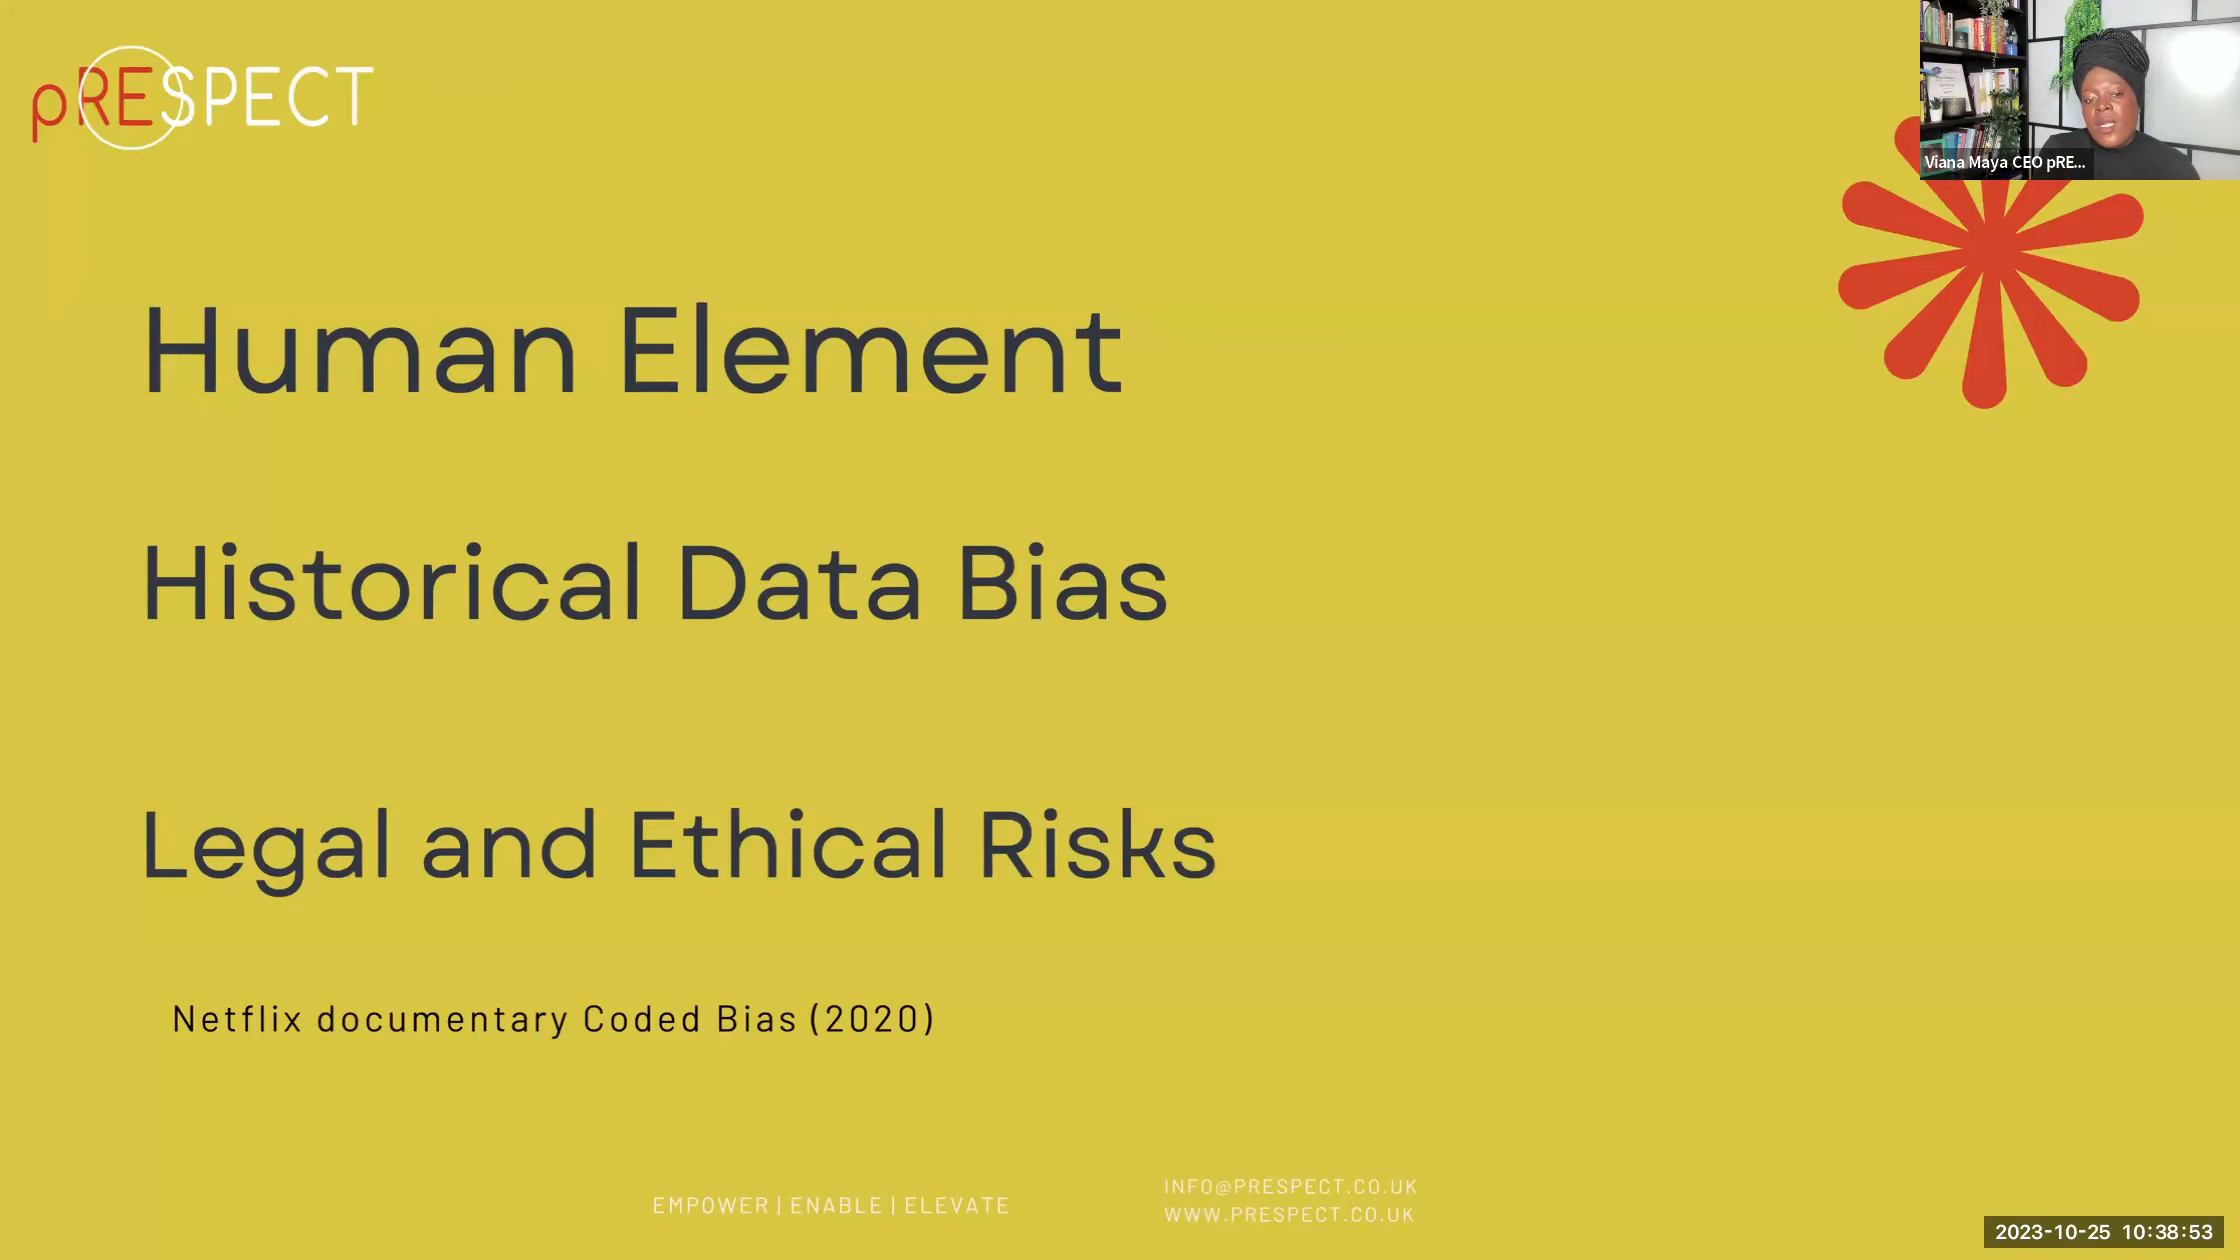 pRESPECT
Viana Maya CEO pRE...
Human Element
Historical Data Bias
Legal and Ethical Risks
Netflix documentary Coded Bias (2020)
EMPOWER | ENABLE | ELEVATE
INFO@PRESPECT.CO.UK
WWW.PRESPECT.CO.UK
2023-10-25 10:38:53